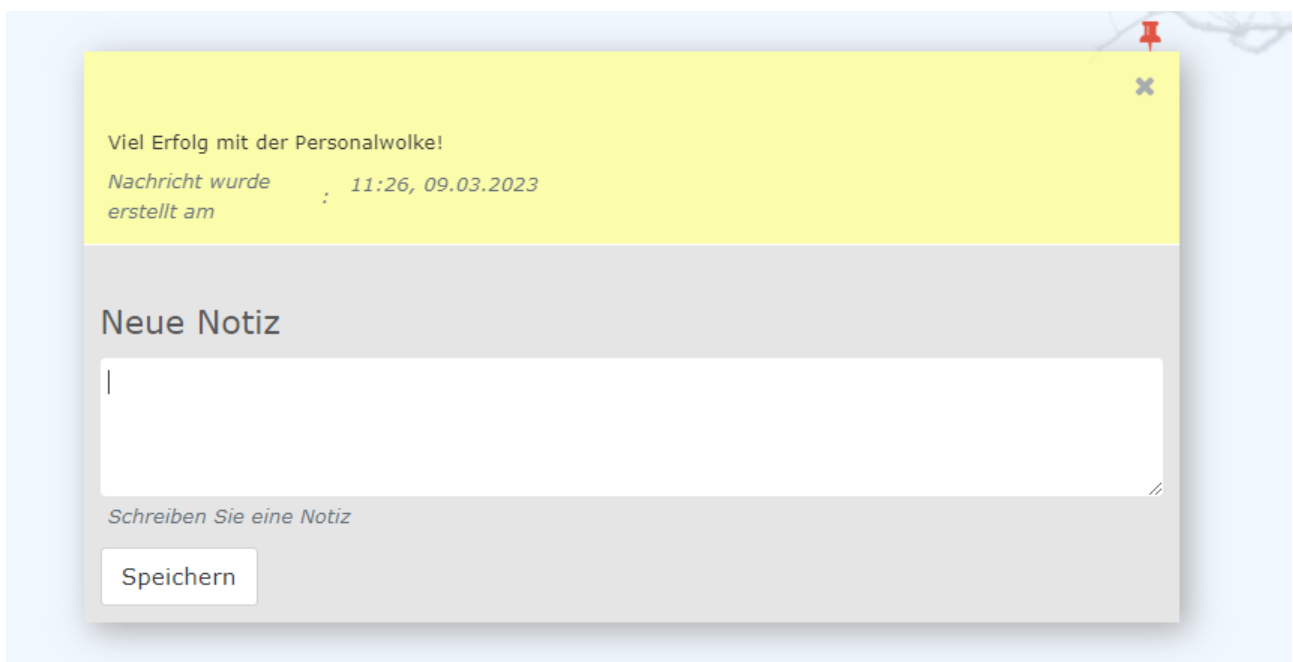 Viel Erfolg mit der Personalwolke!
Nachricht wurde
erstellt am : 11:26, 09.03.2023
Neue Notiz
Schreiben Sie eine Notiz
Speichern